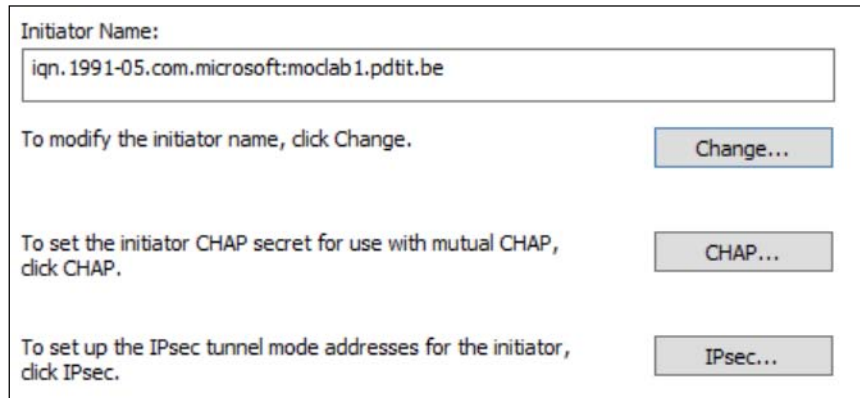 Initiator Name:
iqn.1991-05.com.microsoft:moclab1.pdtit.be
To modify the initiator name, click Change.
Change...
To set the initiator CHAP secret for use with mutual CHAP,
click CHAP.
CHAP...
To set up the IPsec tunnel mode addresses for the initiator,
click IPsec.
IPsec...